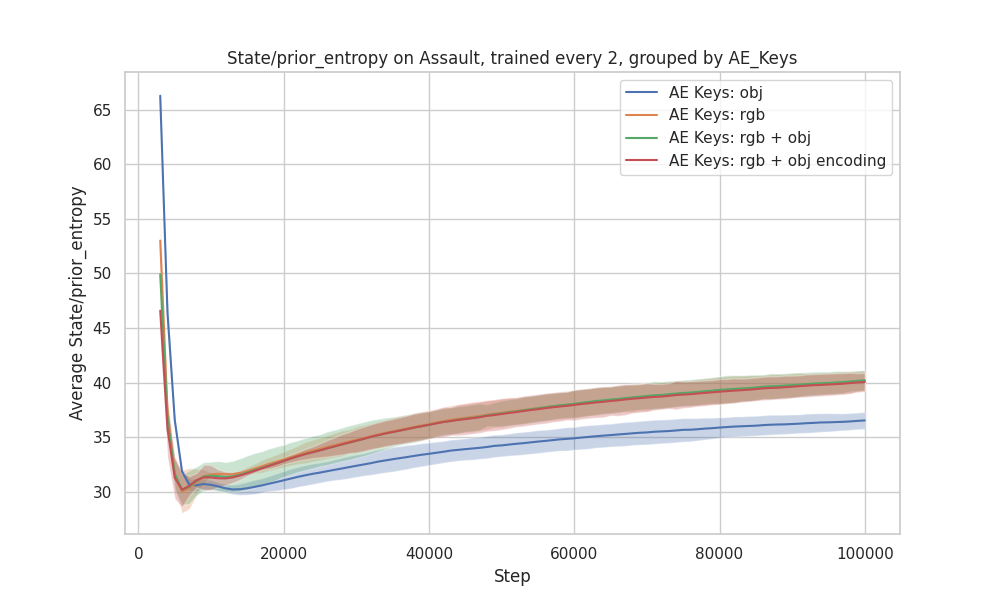 State/prior_entropy on Assault, trained every 2, grouped by AE_Keys
AE Keys: obj
AE Keys: rgb
AE Keys: rgb + obj
AE Keys: rgb + obj encoding
Average State/prior_entropy
65
60
55
50
45
40
35
30
0
20000
40000
60000
80000
100000
Step